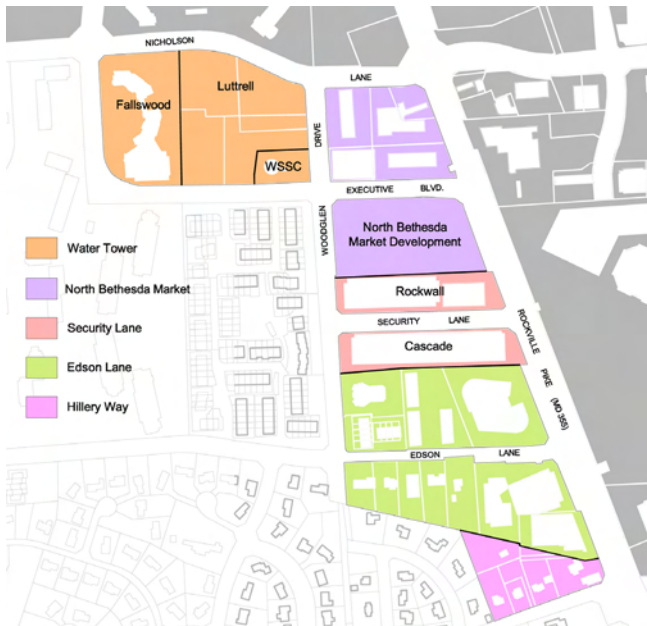 NICHOLSON
LANE
Luttrell
Fallswood
DRIVE
WSSC
EXECUTIVE BLVD.
WOODGLEN
North Bethesda
Market Development
Water Tower
North Bethesda Market
Security Lane
Edson Lane
Hillery Way
Rockwall
SECURITY LANE
Cascade
ROCKVILLE
PIKE
(MD 355)
EDSON LANE